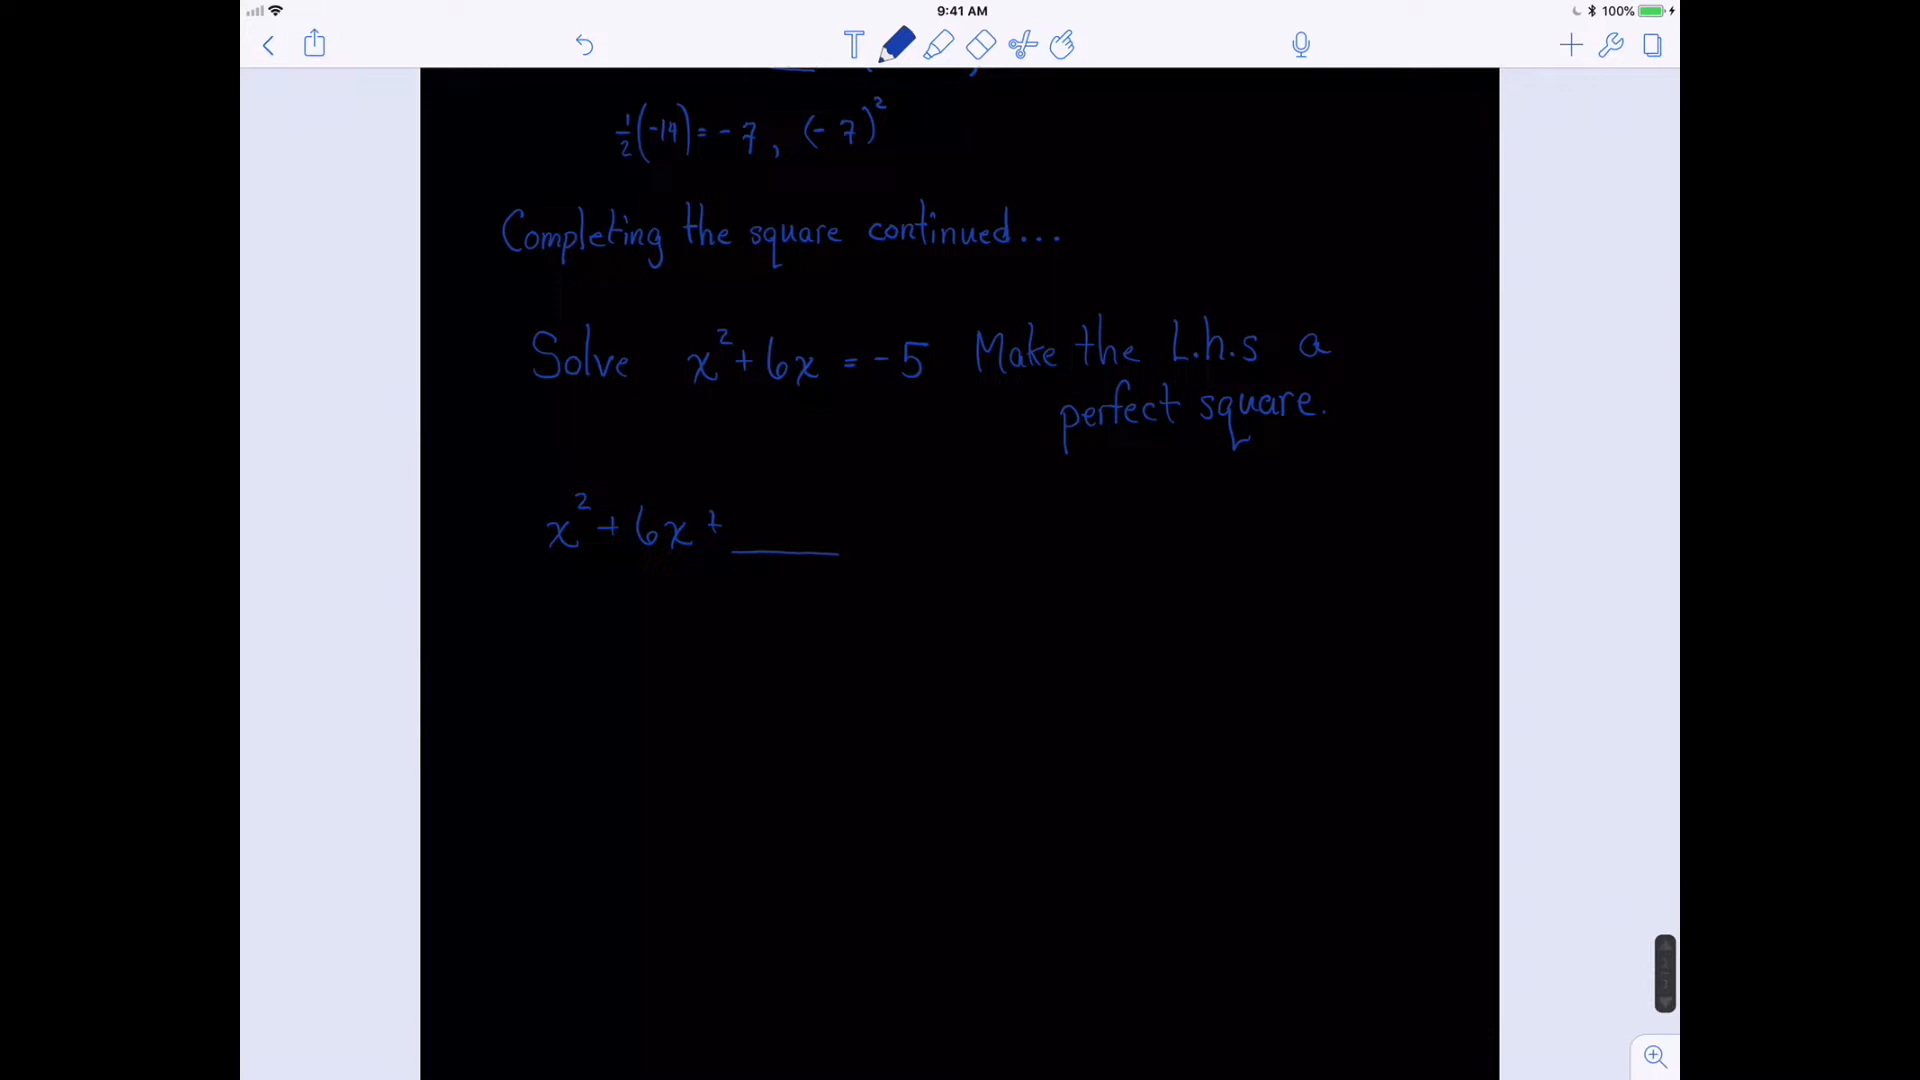 9:41 AM
100%
T
½(-14) = -7, (-7)²
Completing the square continued...
Solve x² + 6x = -5 Make the L.h.s a
perfect square.
x² + 6x + ____